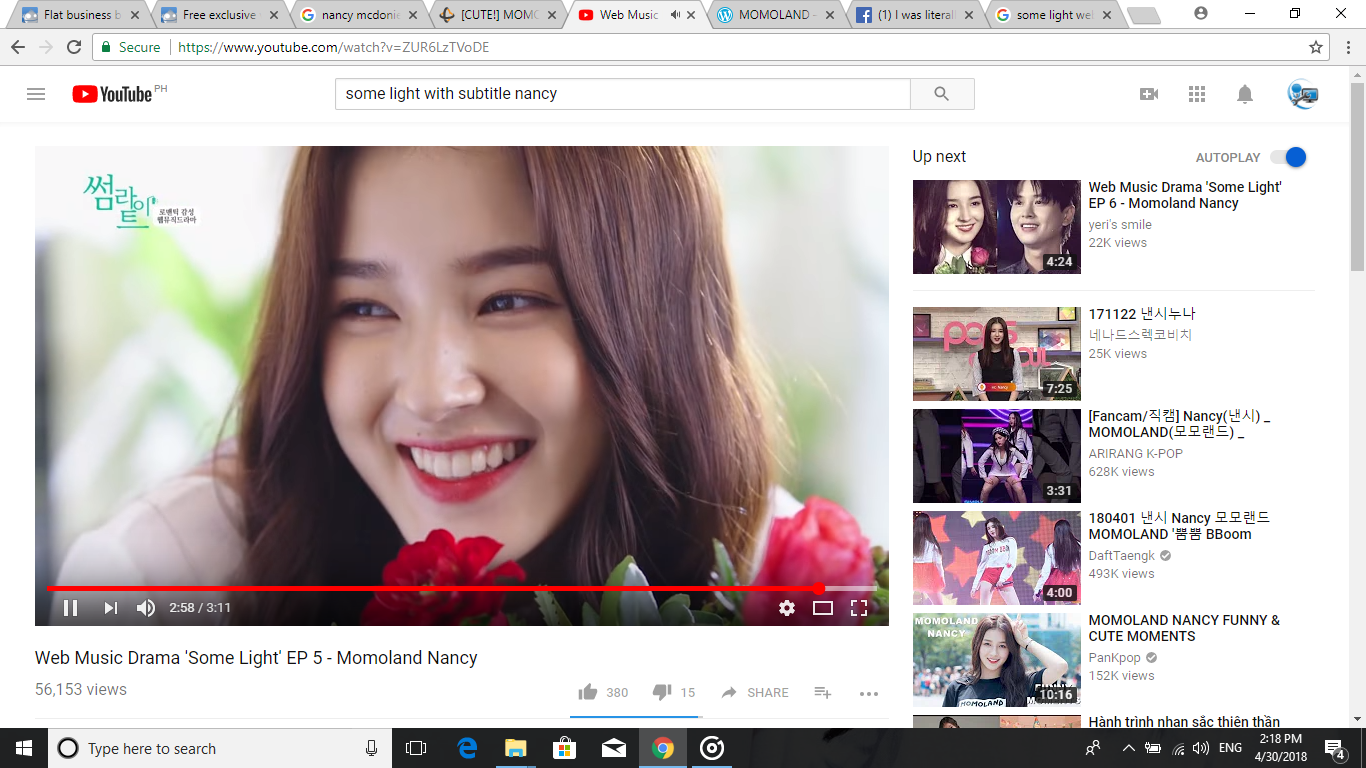 Flat business b
Free exclusive
nancy mcdonie
[CUTE!] MOMO
Web Music
MOMOLAND -
(1) I was literall
some light wel
Secure
https://www.youtube.com/watch?v=ZUR6LzTVoDE
YouTube PH
some light with subtitle nancy
썸라이트
로맨틱 감성
웹뮤직드라마
2:58 / 3:11
Web Music Drama 'Some Light' EP 5 - Momoland Nancy
56,153 views
380
15
SHARE
Up next
AUTOPLAY
4:24
Web Music Drama 'Some Light'
EP 6 - Momoland Nancy
yeri's smile
22K views
7:25
171122 낸시누나
네나드스렉코비치
25K views
3:31
[Fancam/직캠] Nancy(낸시) _
MOMOLAND(모모랜드) _
ARIRANG K-POP
628K views
4:00
180401 낸시 Nancy 모모랜드
MOMOLAND '뿜뿜 BBoom
DaftTaengk
493K views
MOMOLAND
NANCY
MOMOLAND
FUNNY
10:16
MOMOLAND NANCY FUNNY &
CUTE MOMENTS
PanKpop
152K views
Hành trình nhan sắc thiên thần
Type here to search
ENG
2:18 PM
4/30/2018
4